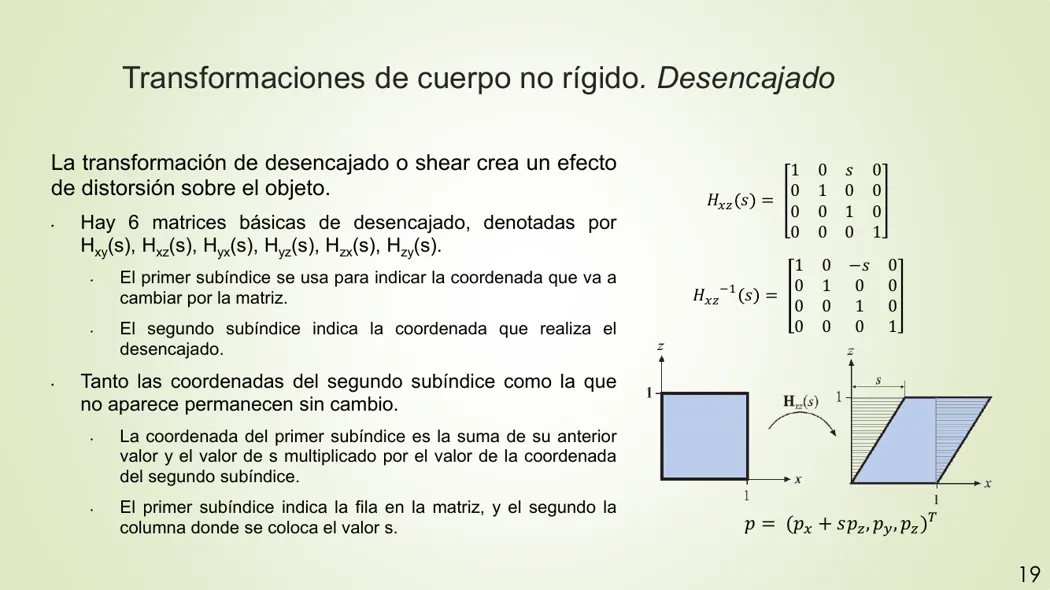 Transformaciones de cuerpo no rígido. Desencajado
La transformación de desencajado o shear crea un efecto
de distorsión sobre el objeto.
• Hay 6 matrices básicas de desencajado, denotadas por
Hxy(s), Hxz(s), Hyx(s), Hyz(s), Hzx(s), Hzy(s).
• El primer subíndice se usa para indicar la coordenada que va a
cambiar por la matriz.
• El segundo subíndice indica la coordenada que realiza el
desencajado.
• Tanto las coordenadas del segundo subíndice como la que
no aparece permanecen sin cambio.
• La coordenada del primer subíndice es la suma de su anterior
valor y el valor de s multiplicado por el valor de la coordenada
del segundo subíndice.
• El primer subíndice indica la fila en la matriz, y el segundo la
columna donde se coloca el valor s.
1 0 s 0
0 1 0 0
Hxz(s) =
0 0 1 0
0 0 0 1
1 0 −s 0
0 1 0 0
Hxz⁻¹(s) =
0 0 1 0
0 0 0 1
z
1
x
1
Hxz(s)
z
s
1
x
1
p = (px + spz, py, pz)ᵀ
19